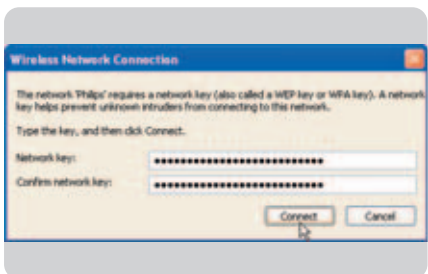 Wireless Network Connection
The network 'Philips' requires a network key (also called a WEP key or WPA key). A network
key helps prevent unknown intruders from connecting to this network.
Type the key, and then click Connect.
Network key:
Confirm network key:
Connect Cancel